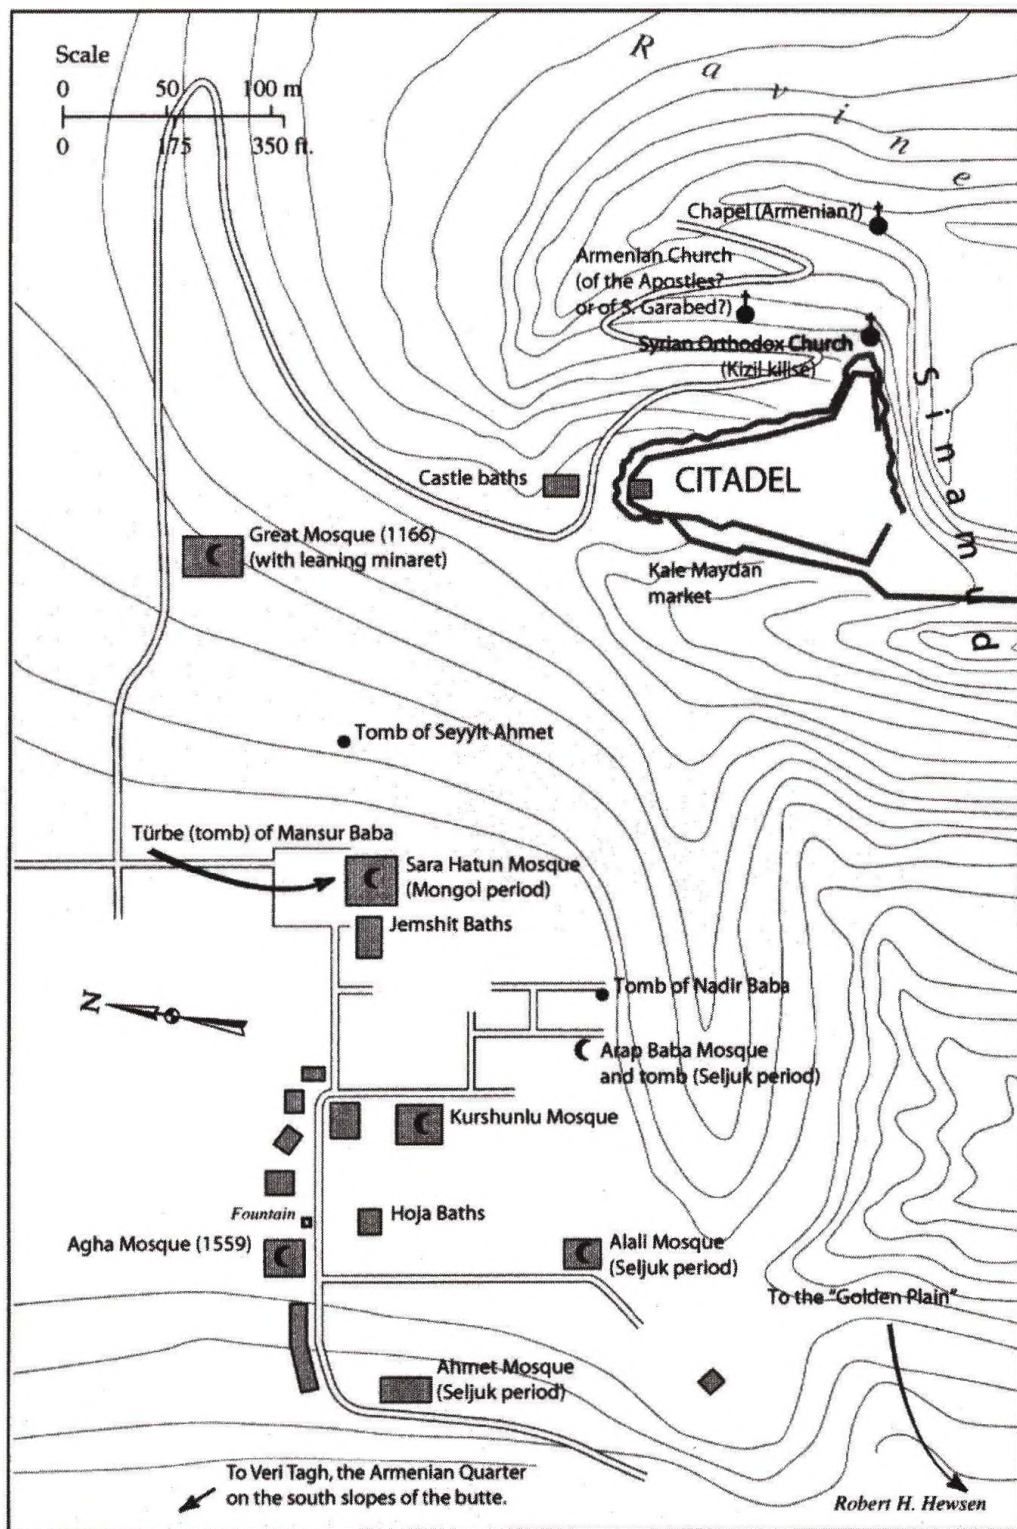 Scale
0 50 100 m
0 175 350 ft.
Ravine
Chapel (Armenian?)
Armenian Church
(of the Apostles?
or of S. Garabed?)
Syrian Orthodox Church
(Kizil kilise)
Sinamud
Castle baths
CITADEL
Great Mosque (1166)
(with leaning minaret)
Kale Maydan
market
Tomb of Seyyit Ahmet
Türbe (tomb) of Mansur Baba
Sara Hatun Mosque
(Mongol period)
Jemshit Baths
N
Tomb of Nadir Baba
Arap Baba Mosque
and tomb (Seljuk period)
Kurshunlu Mosque
Fountain
Hoja Baths
Agha Mosque (1559)
Alali Mosque
(Seljuk period)
To the "Golden Plain"
Ahmet Mosque
(Seljuk period)
To Veri Tagh, the Armenian Quarter
on the south slopes of the butte.
Robert H. Hewsen